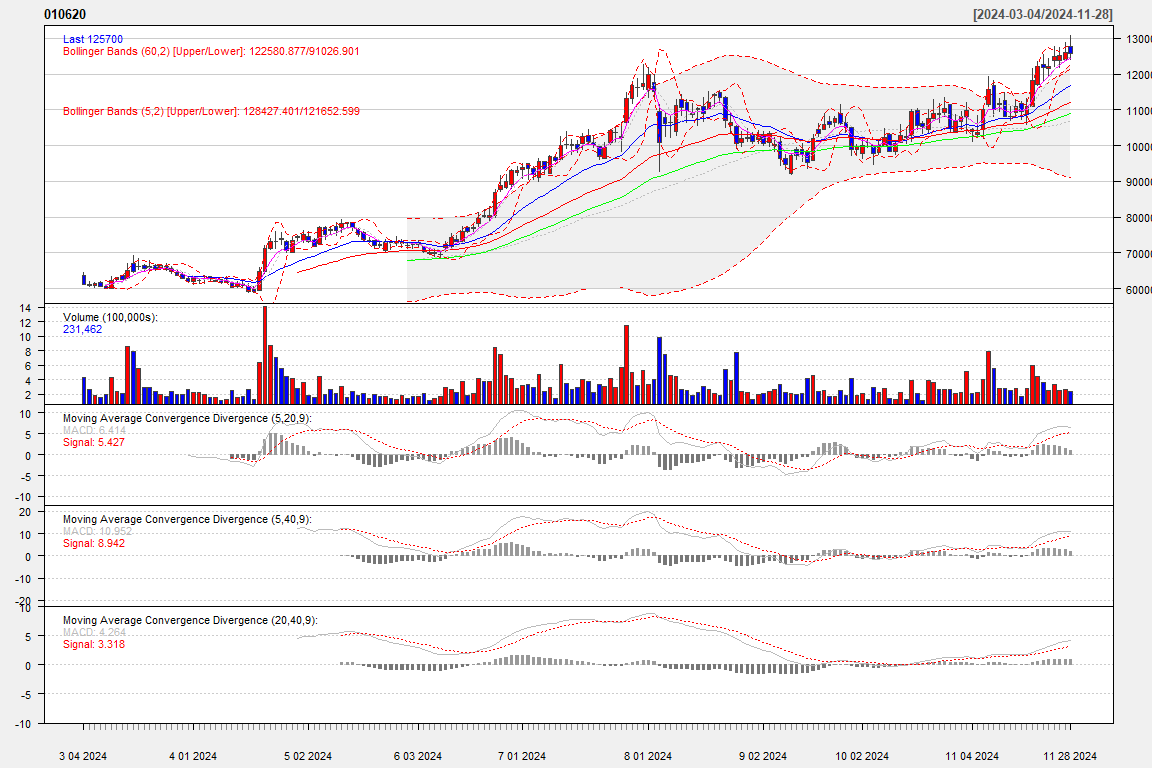 010620 [2024-03-04/2024-11-28]
Last 125700
Bollinger Bands (60,2) [Upper/Lower]: 122580.877/91026.901
Bollinger Bands (5,2) [Upper/Lower]: 128427.401/121652.599
13000
12000
11000
10000
90000
80000
70000
60000
Volume (100,000s):
231,462
14
12
10
8
6
4
2
Moving Average Convergence Divergence (5,20,9):
MACD: 6.414
Signal: 5.427
10
5
0
-5
-10
Moving Average Convergence Divergence (5,40,9):
MACD: 10.952
Signal: 8.942
20
10
0
-10
-20
Moving Average Convergence Divergence (20,40,9):
MACD: 4.264
Signal: 3.318
10
5
0
-5
-10
3 04 2024 4 01 2024 5 02 2024 6 03 2024 7 01 2024 8 01 2024 9 02 2024 10 02 2024 11 04 2024 11 28 2024